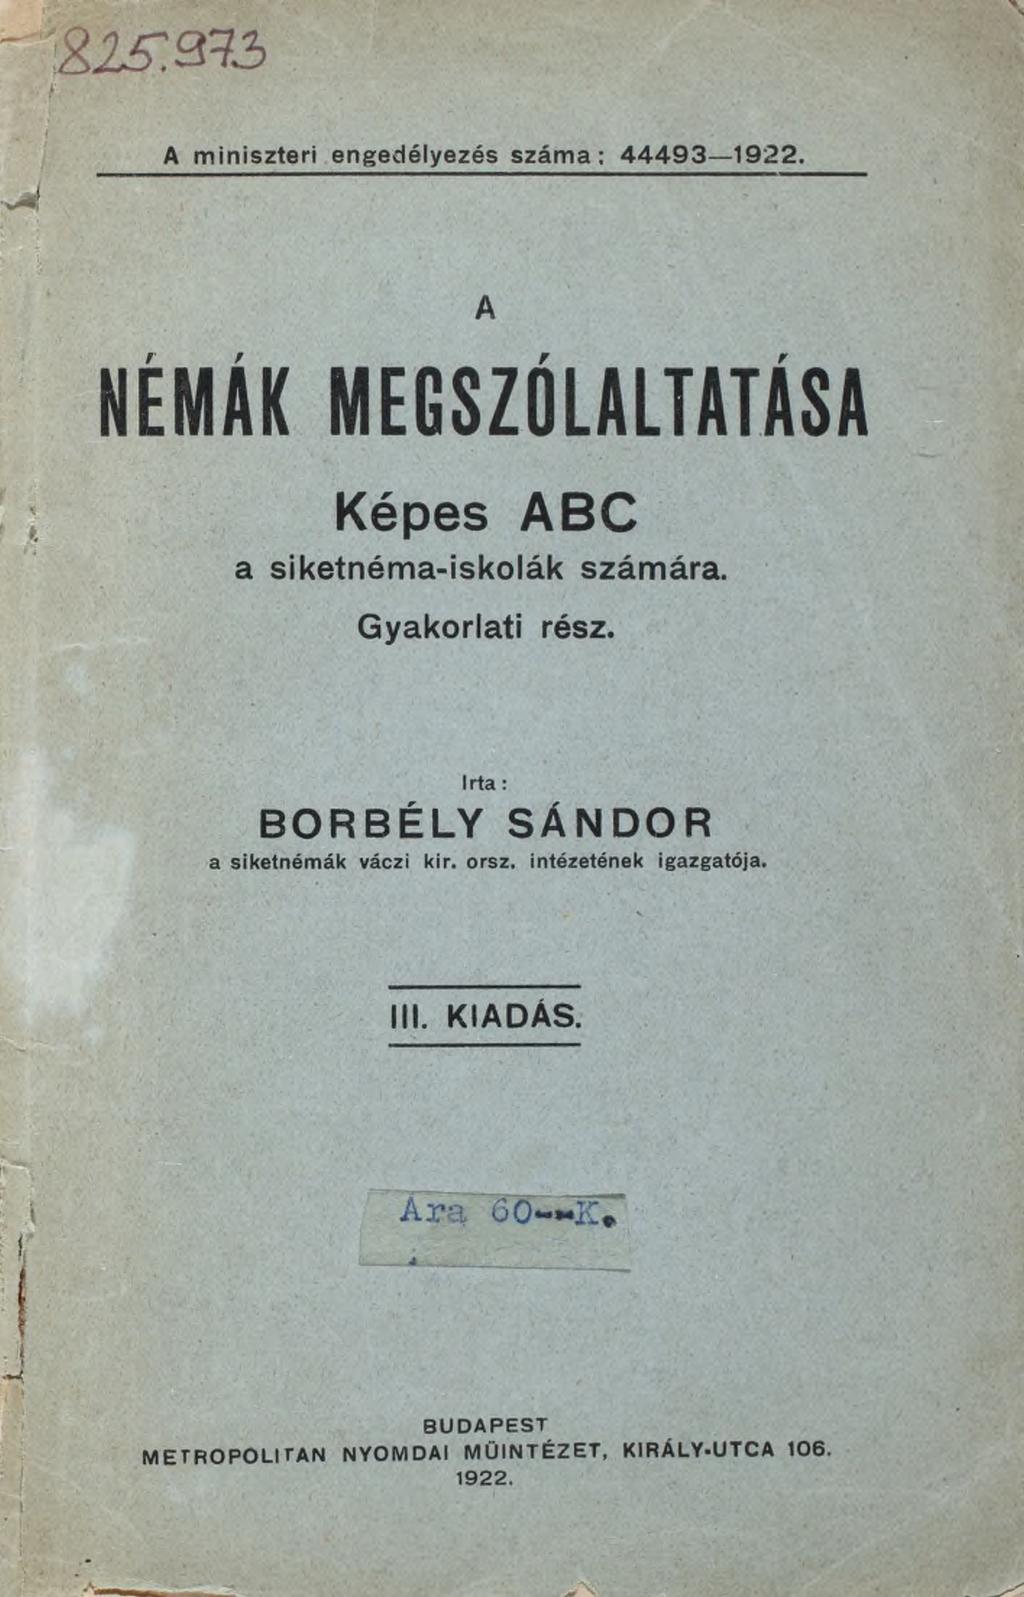 825.973
A miniszteri engedélyezés száma: 44493—1922.
A
NÉMÁK MEGSZÓLALTATÁSA
Képes ABC
a siketnéma-iskolák számára.
Gyakorlati rész.
Irta:
BORBÉLY SÁNDOR
a siketnémák váczi kir. orsz. intézetének igazgatója.
III. KIADÁS.
Ara 60--K.
BUDAPEST
METROPOLITAN NYOMDAI MŰINTÉZET, KIRÁLY-UTCA 106.
1922.